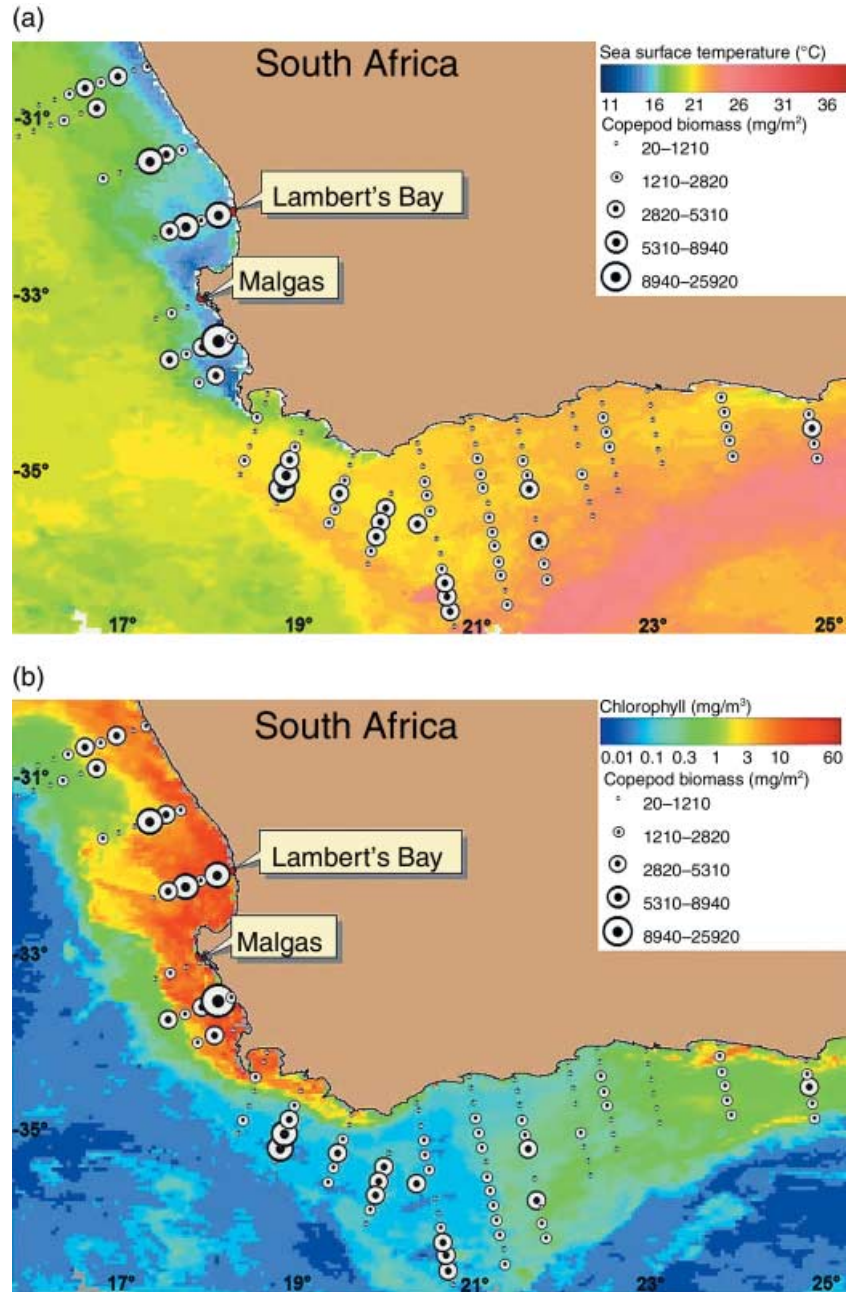 (a)
South Africa
Sea surface temperature (°C)
11 16 21 26 31 36
Copepod biomass (mg/m²)
20–1210
1210–2820
2820–5310
5310–8940
8940–25920
-31°
Lambert's Bay
Malgas
-33°
-35°
17° 19° 21° 23° 25°
(b)
South Africa
Chlorophyll (mg/m³)
0.01 0.1 0.3 1 3 10 60
Copepod biomass (mg/m²)
20–1210
1210–2820
2820–5310
5310–8940
8940–25920
-31°
Lambert's Bay
Malgas
-33°
-35°
17° 19° 21° 23° 25°